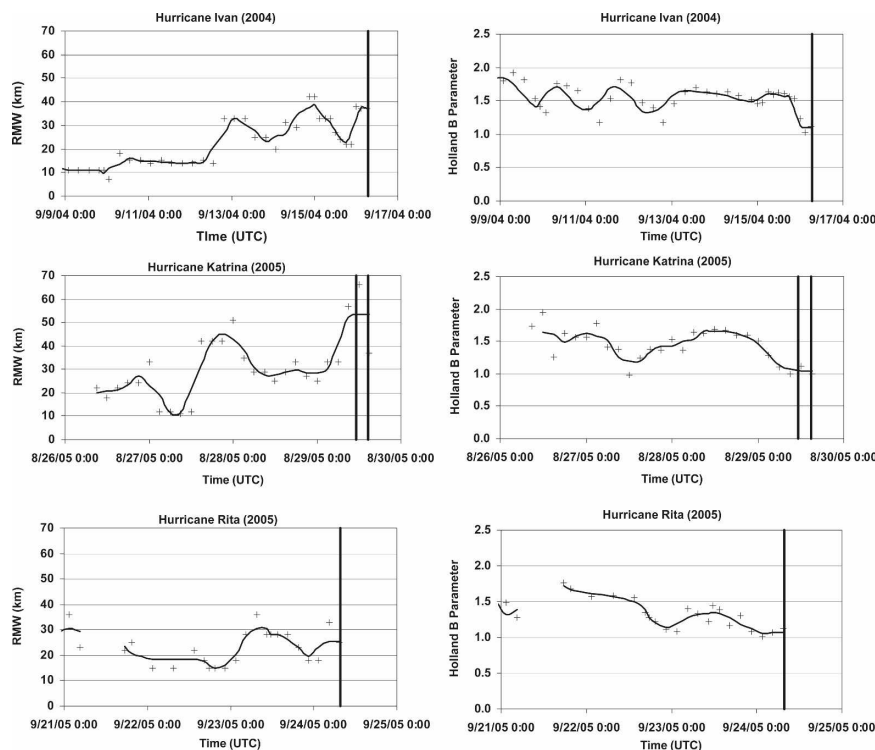 Hurricane Ivan (2004)
RMW (km)
70
60
50
40
30
20
10
0
9/9/04 0:00 9/11/04 0:00 9/13/04 0:00 9/15/04 0:00 9/17/04 0:00
TIme (UTC)
Hurricane Ivan (2004)
Holland B Parameter
2.5
2.0
1.5
1.0
0.5
0.0
9/9/04 0:00 9/11/04 0:00 9/13/04 0:00 9/15/04 0:00 9/17/04 0:00
Time (UTC)
Hurricane Katrina (2005)
RMW (km)
70
60
50
40
30
20
10
0
8/26/05 0:00 8/27/05 0:00 8/28/05 0:00 8/29/05 0:00 8/30/05 0:00
Time (UTC)
Hurricane Katrina (2005)
Holland B Parameter
2.5
2.0
1.5
1.0
0.5
0.0
8/26/05 0:00 8/27/05 0:00 8/28/05 0:00 8/29/05 0:00 8/30/05 0:00
Time (UTC)
Hurricane Rita (2005)
RMW (km)
70
60
50
40
30
20
10
0
9/21/05 0:00 9/22/05 0:00 9/23/05 0:00 9/24/05 0:00 9/25/05 0:00
Time (UTC)
Hurricane Rita (2005)
Holland B Parameter
2.5
2.0
1.5
1.0
0.5
0.0
9/21/05 0:00 9/22/05 0:00 9/23/05 0:00 9/24/05 0:00 9/25/05 0:00
Time (UTC)